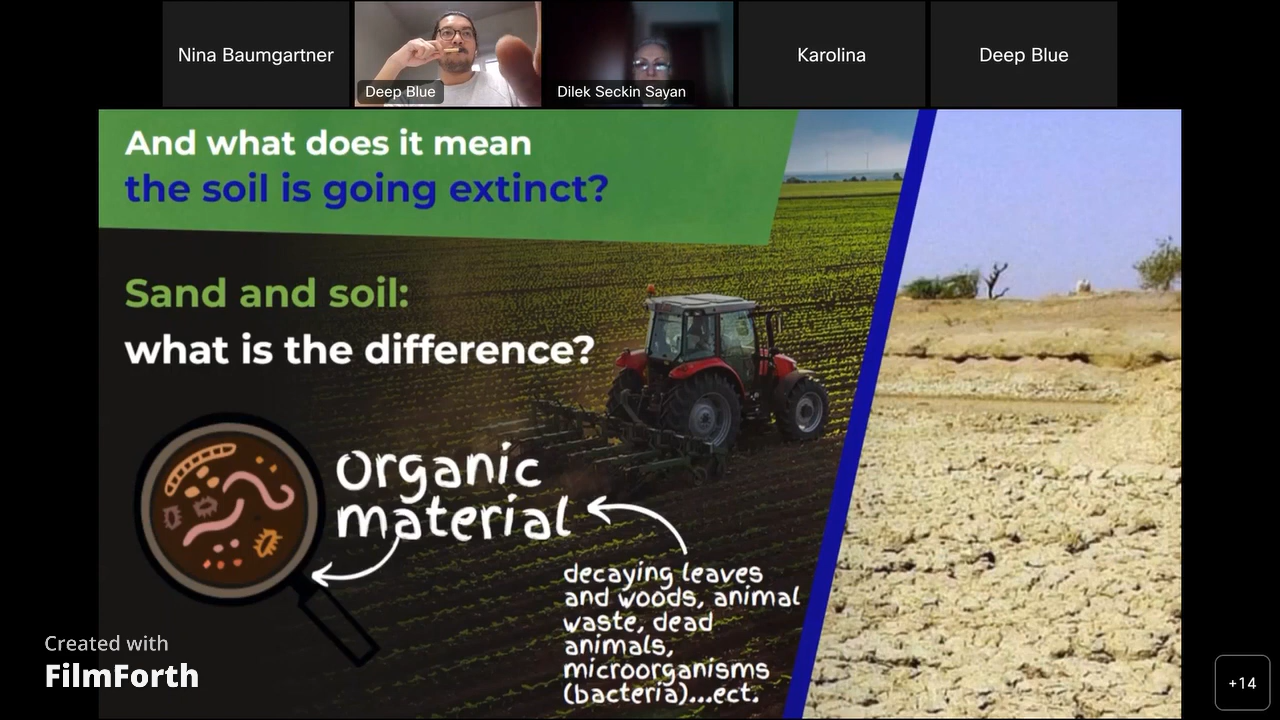 Nina Baumgartner
Deep Blue
Dilek Seckin Sayan
Karolina
Deep Blue
And what does it mean
the soil is going extinct?
Sand and soil:
what is the difference?
Organic
material
decaying leaves
and woods, animal
waste, dead
animals,
microorganisms
(bacteria)...ect.
Created with
FilmForth
+14